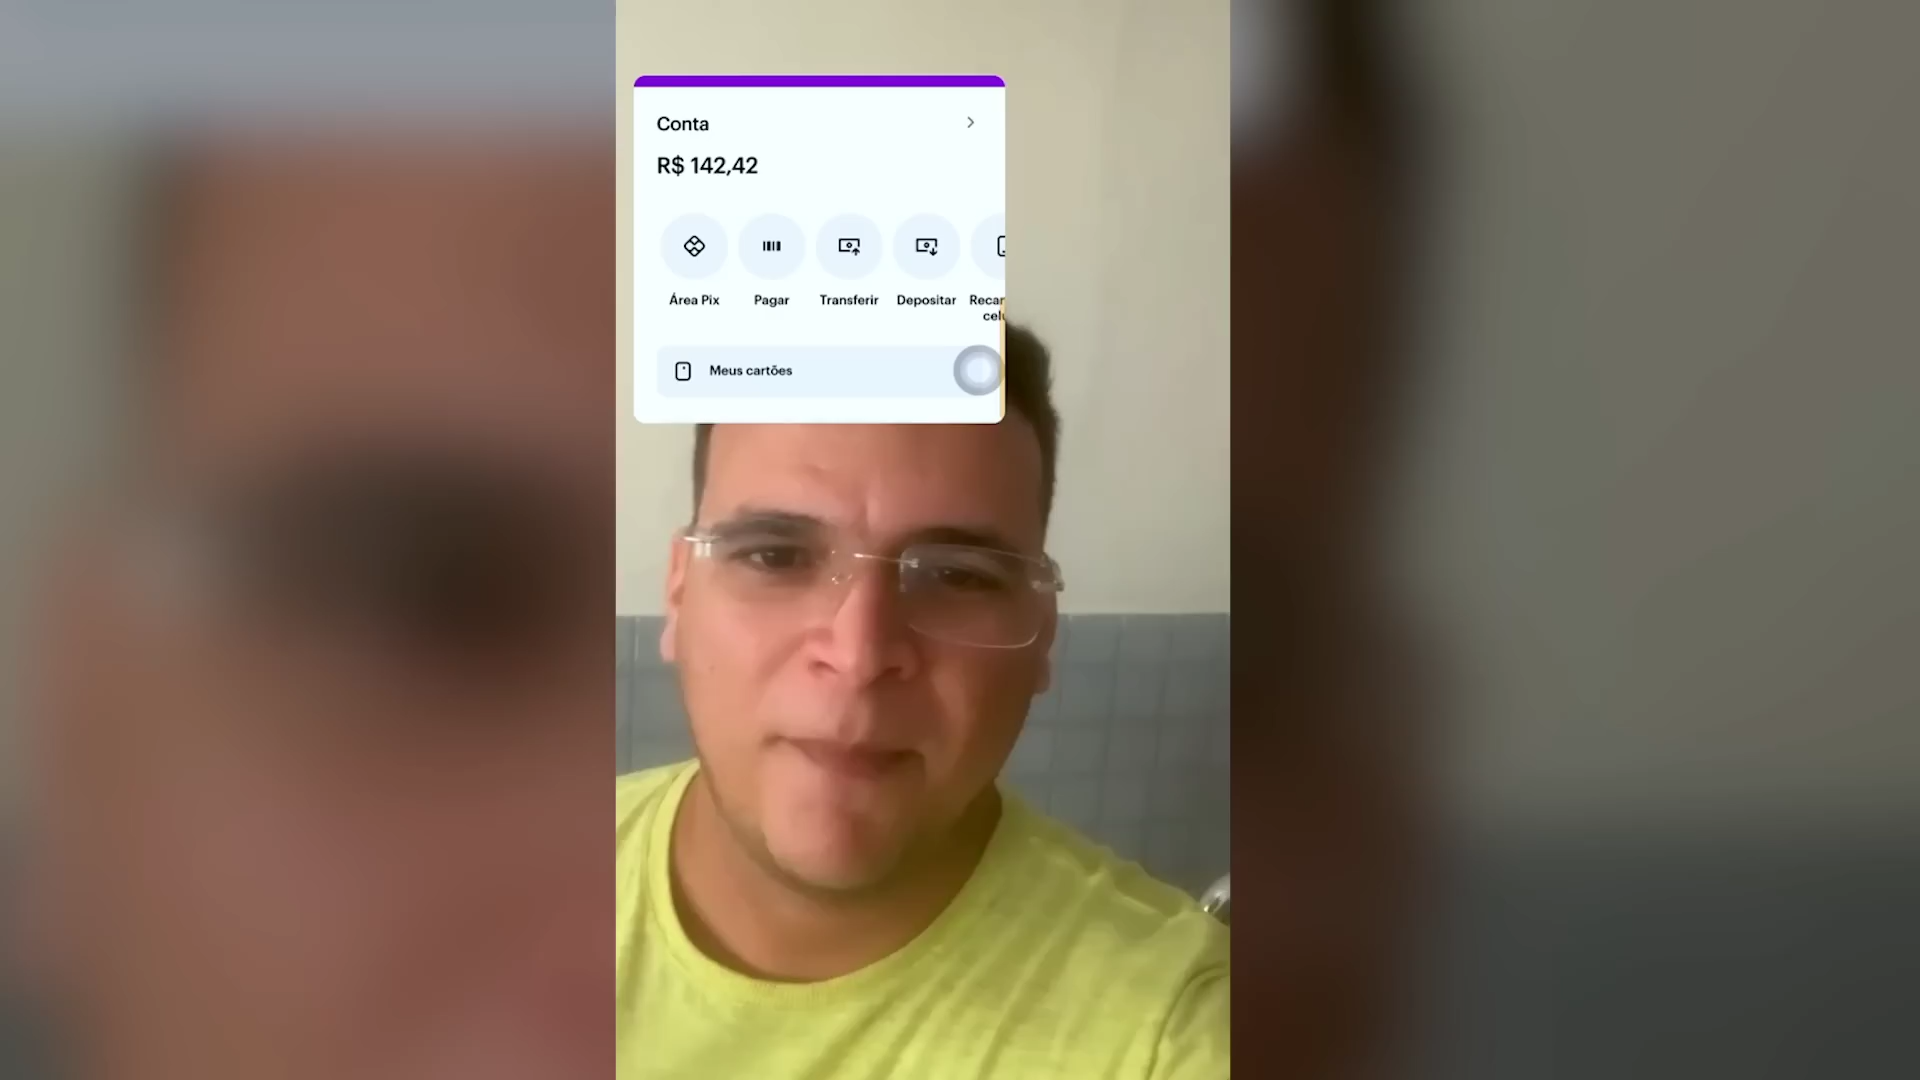 Conta
R$ 142,42
Área Pix
Pagar
Transferir
Depositar
Meus cartões